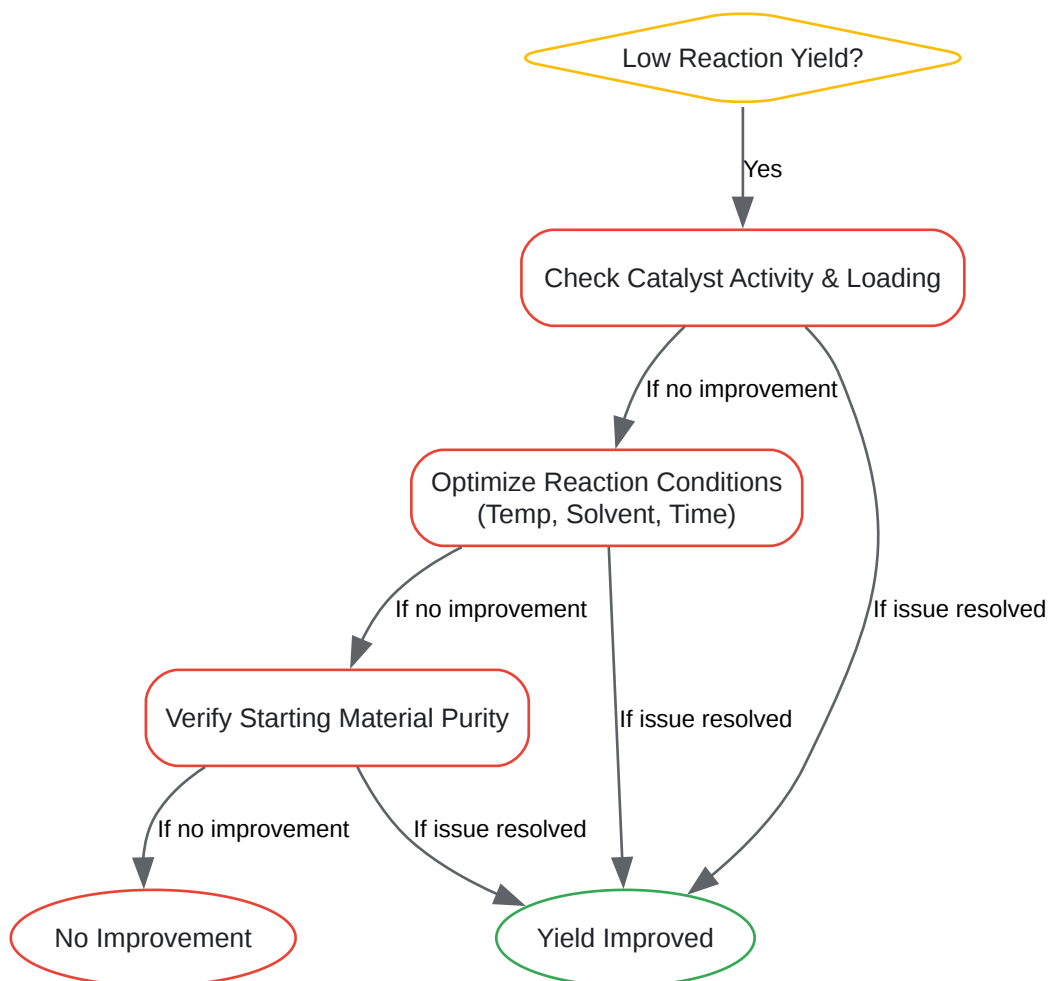 Low Reaction Yield?
Yes
Check Catalyst Activity & Loading
If no improvement
Optimize Reaction Conditions
(Temp, Solvent, Time)
If no improvement
If issue resolved
Verify Starting Material Purity
If issue resolved
If no improvement
If issue resolved
No Improvement
Yield Improved